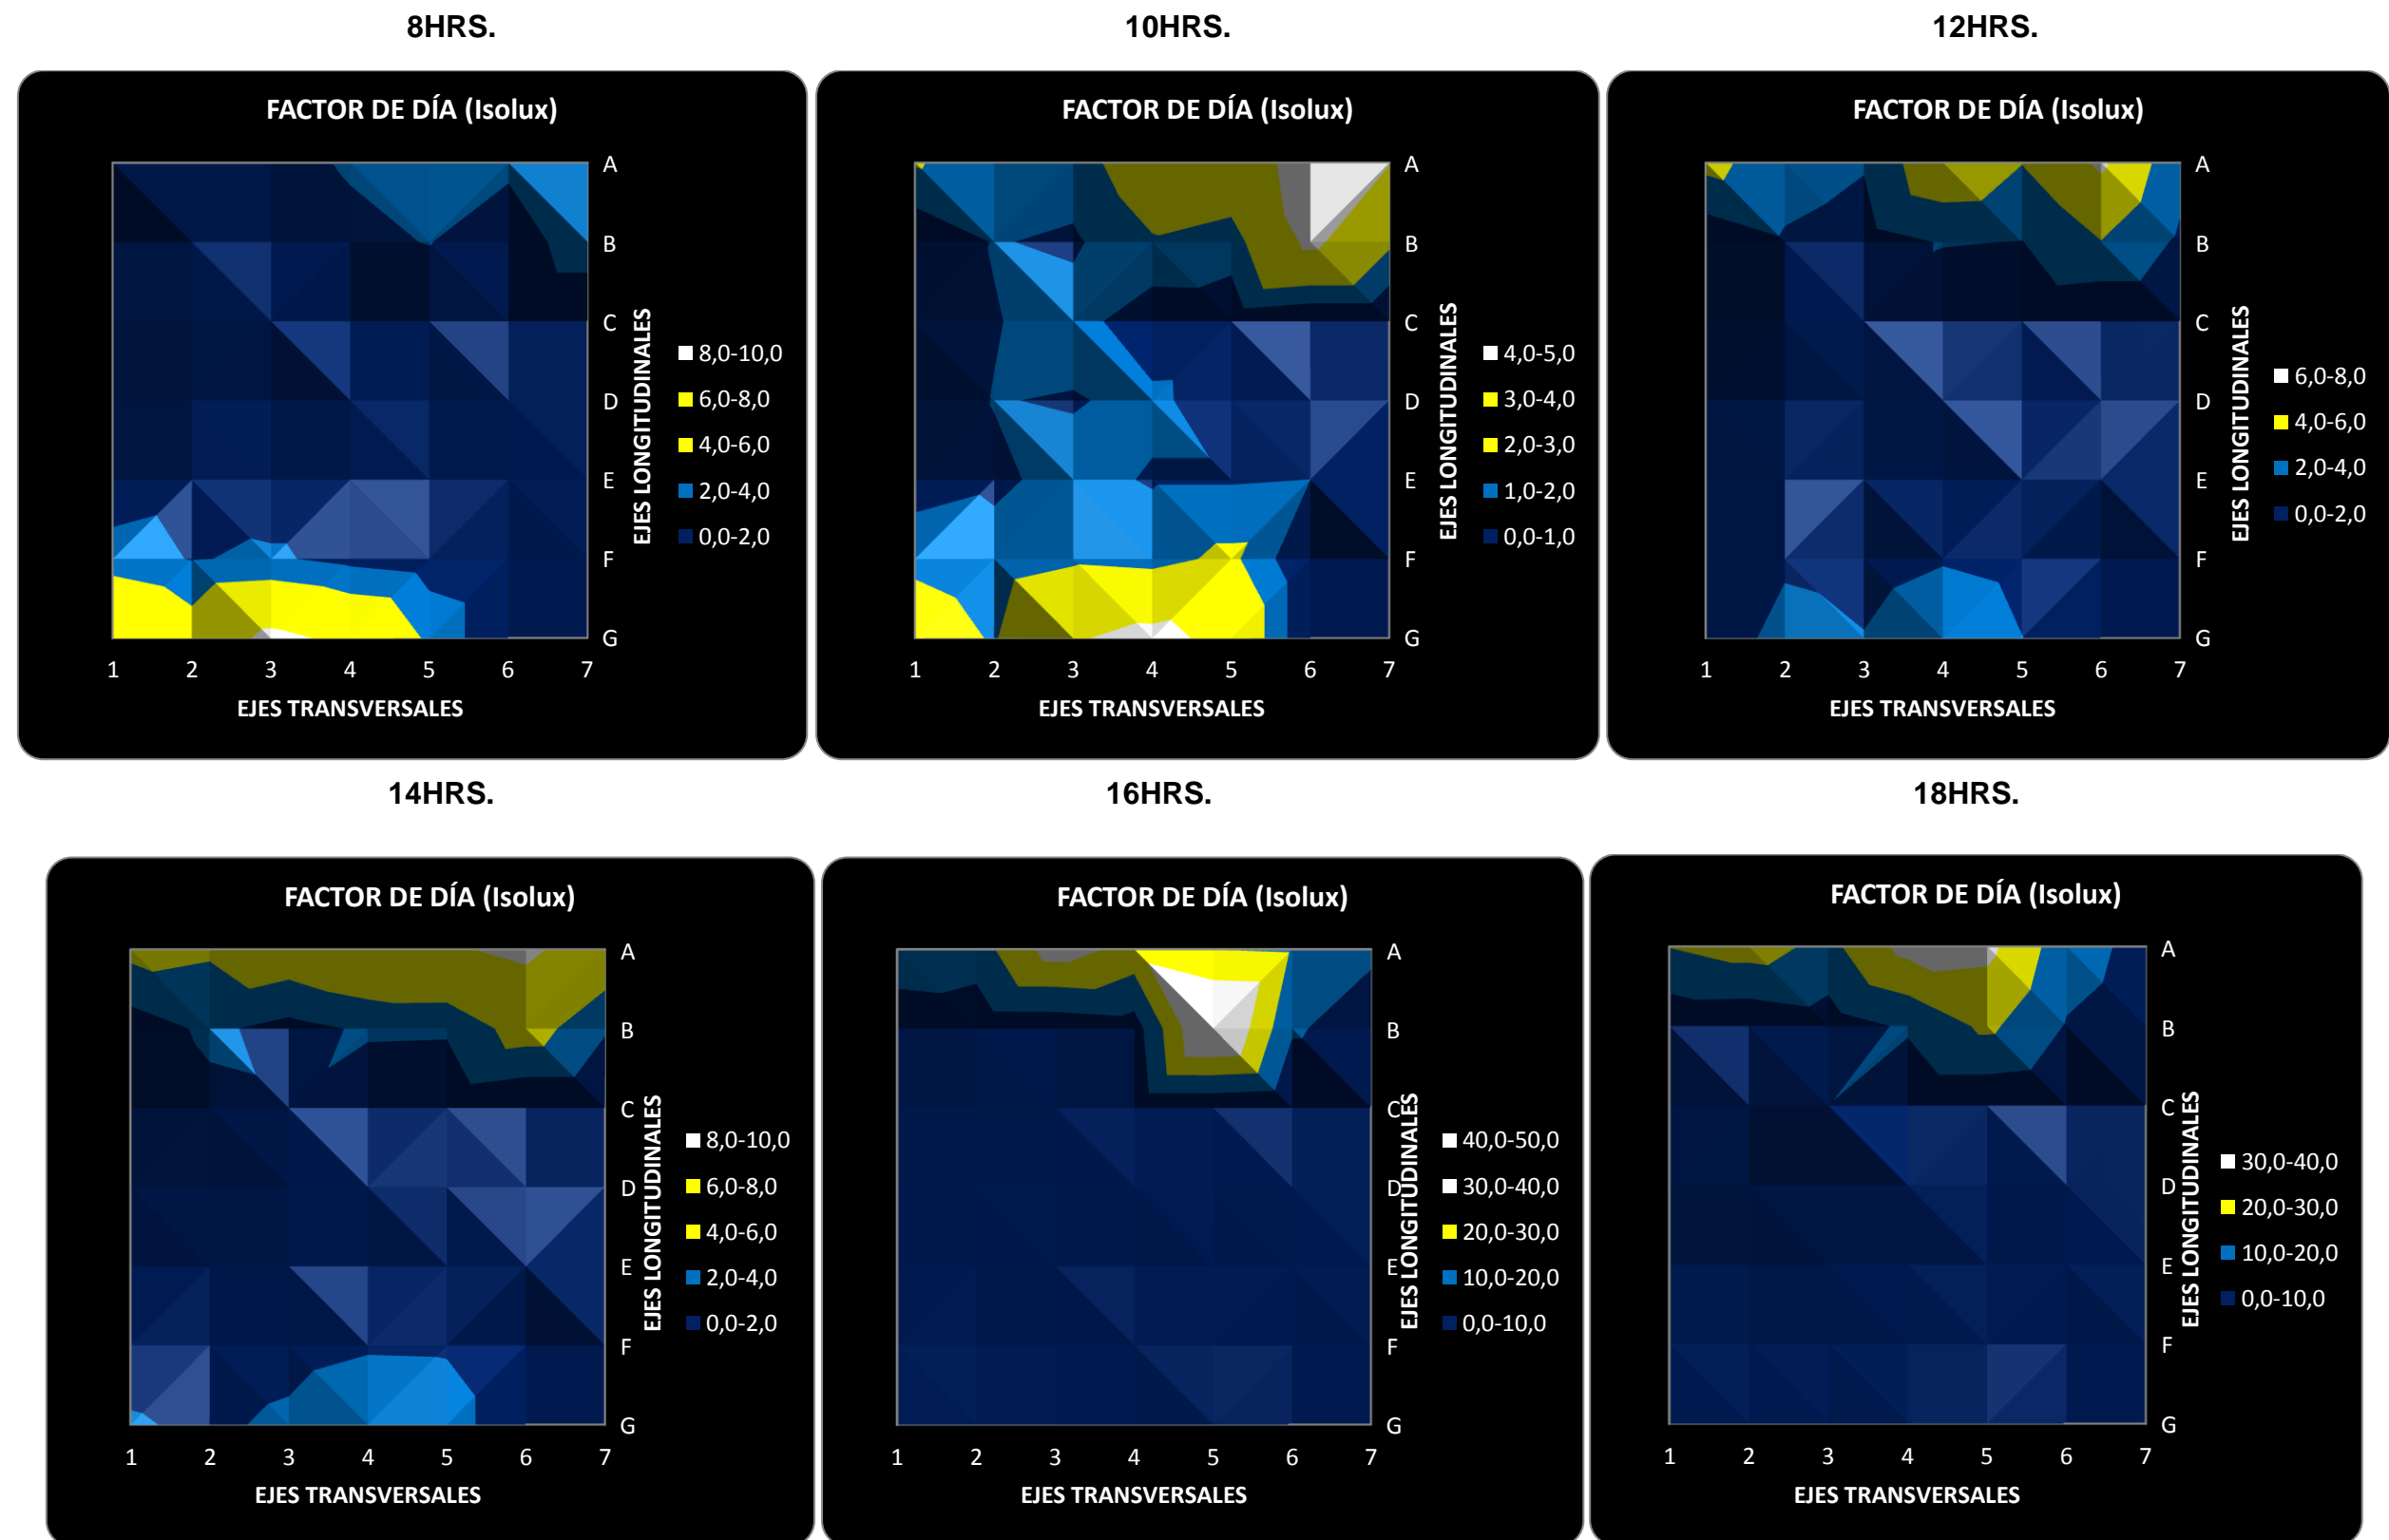 8HRS.
10HRS.
12HRS.
FACTOR DE DÍA (Isolux)
A
B
C
D
E
F
G
EJES LONGITUDINALES
8,0-10,0
6,0-8,0
4,0-6,0
2,0-4,0
0,0-2,0
1 2 3 4 5 6 7
EJES TRANSVERSALES
FACTOR DE DÍA (Isolux)
A
B
C
D
E
F
G
EJES LONGITUDINALES
4,0-5,0
3,0-4,0
2,0-3,0
1,0-2,0
0,0-1,0
1 2 3 4 5 6 7
EJES TRANSVERSALES
FACTOR DE DÍA (Isolux)
A
B
C
D
E
F
G
EJES LONGITUDINALES
6,0-8,0
4,0-6,0
2,0-4,0
0,0-2,0
1 2 3 4 5 6 7
EJES TRANSVERSALES
14HRS.
16HRS.
18HRS.
FACTOR DE DÍA (Isolux)
A
B
C
D
E
F
G
EJES LONGITUDINALES
8,0-10,0
6,0-8,0
4,0-6,0
2,0-4,0
0,0-2,0
1 2 3 4 5 6 7
EJES TRANSVERSALES
FACTOR DE DÍA (Isolux)
A
B
C
D
E
F
G
EJES LONGITUDINALES
40,0-50,0
30,0-40,0
20,0-30,0
10,0-20,0
0,0-10,0
1 2 3 4 5 6 7
EJES TRANSVERSALES
FACTOR DE DÍA (Isolux)
A
B
C
D
E
F
G
EJES LONGITUDINALES
30,0-40,0
20,0-30,0
10,0-20,0
0,0-10,0
1 2 3 4 5 6 7
EJES TRANSVERSALES